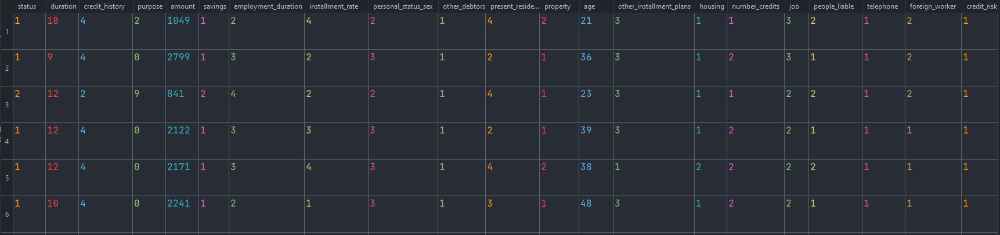 status duration credit_history purpose amount savings employment_duration installment_rate personal_status_sex other_debtors present_reside... property age other_installment_plans housing number_credits job people_liable telephone foreign_worker credit_risk
1 1 18 4 2 1049 1 2 4 2 1 4 2 21 3 1 1 3 2 1 2 1
2 1 9 4 0 2799 1 3 2 3 1 2 1 36 3 1 2 3 1 1 2 1
3 2 12 2 9 841 2 4 2 2 1 4 1 23 3 1 1 2 2 1 2 1
4 1 12 4 0 2122 1 3 3 3 1 2 1 39 3 1 2 2 1 1 1 1
5 1 12 4 0 2171 1 3 4 3 1 4 2 38 1 2 2 2 2 1 1 1
6 1 10 4 0 2241 1 2 1 3 1 3 1 48 3 1 2 2 1 1 1 1